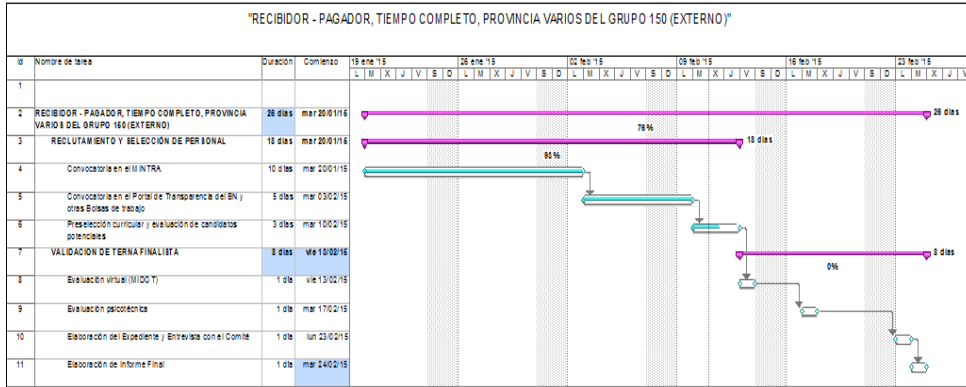 "RECIBIDOR - PAGADOR, TIEMPO COMPLETO, PROVINCIA VARIOS DEL GRUPO 150 (EXTERNO)"
Id Nombre de tarea Duración Comienzo 19 ene '15 26 ene '15 02 feb '15 09 feb '15 16 feb '15 23 feb '15
L M X J V S D L M X J V S D L M X J V S D L M X J V S D L M X J V S D L M X J V
1
2 RECIBIDOR - PAGADOR, TIEMPO COMPLETO, PROVINCIA 26 días mar 20/01/15 26 días
VARIOS DEL GRUPO 150 (EXTERNO)
76%
3 RECLUTAMIENTO Y SELECCIÓN DE PERSONAL 18 días mar 20/01/15 18 días
93%
4 Convocatoria en el MINTRA 10 días mar 20/01/15
5 Convocatoria en el Portal de Transparencia del BN y 5 días mar 03/02/15
otras Bolsas de trabajo
6 Preselección curricular y evaluación de candidatos 3 días mar 10/02/15
potenciales
7 VALIDACION DE TERNA FINALISTA 8 días vie 13/02/15 8 días
0%
8 Evaluación virtual (MIDOT) 1 día vie 13/02/15
9 Evaluación psicotécnica 1 día mar 17/02/15
10 Elaboración del Expediente y Entrevista con el Comité 1 día lun 23/02/15
11 Elaboración de Informe Final 1 día mar 24/02/15